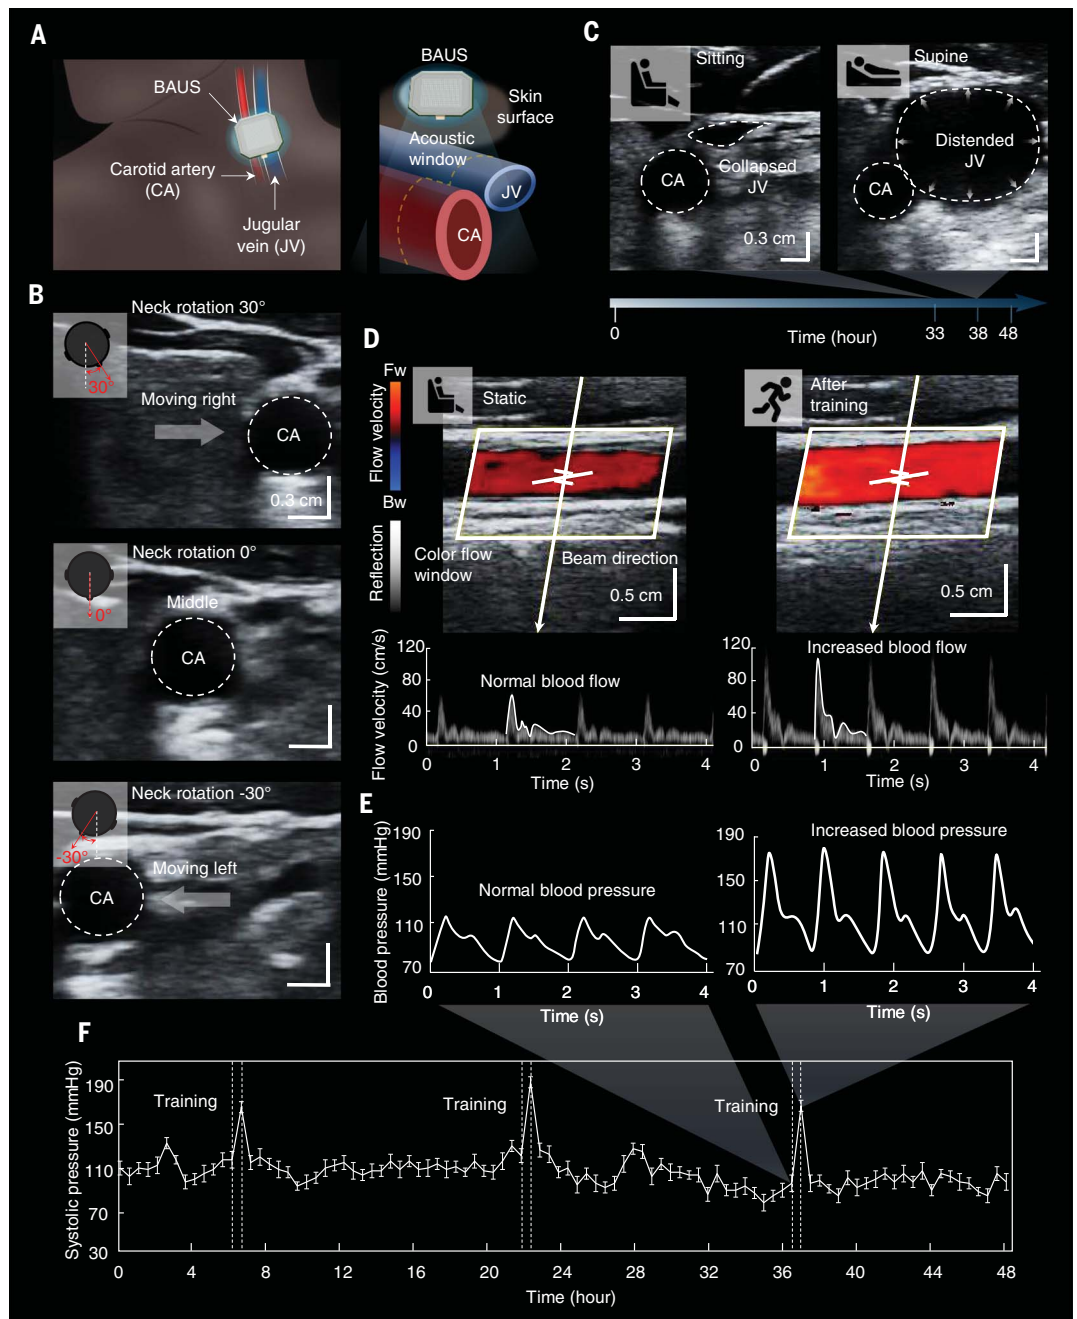 A
BAUS
Carotid artery
(CA)
Jugular
vein (JV)
BAUS
Skin
surface
Acoustic
window
JV
CA
B
Neck rotation 30°
30°
Moving right
CA
0.3 cm
Neck rotation 0°
0°
Middle
CA
Neck rotation -30°
-30°
Moving left
CA
C
Sitting
CA
Collapsed
JV
0.3 cm
Supine
Distended
JV
CA
0
Time (hour)
33
38
48
D
Fw
Flow velocity
Bw
Reflection
Static
Color flow
window
Beam direction
0.5 cm
After
training
0.5 cm
Flow velocity (cm/s)
120
80
40
0
Normal blood flow
0
1
2
3
4
Time (s)
120
80
40
0
Increased blood flow
0
1
2
3
4
Time (s)
E
Blood pressure (mmHg)
190
150
110
70
Normal blood pressure
0
1
2
3
4
Time (s)
190
150
110
70
Increased blood pressure
0
1
2
3
4
Time (s)
F
Systolic pressure (mmHg)
190
150
110
70
30
Training
Training
Training
0
4
8
12
16
20
24
28
32
36
40
44
48
Time (hour)